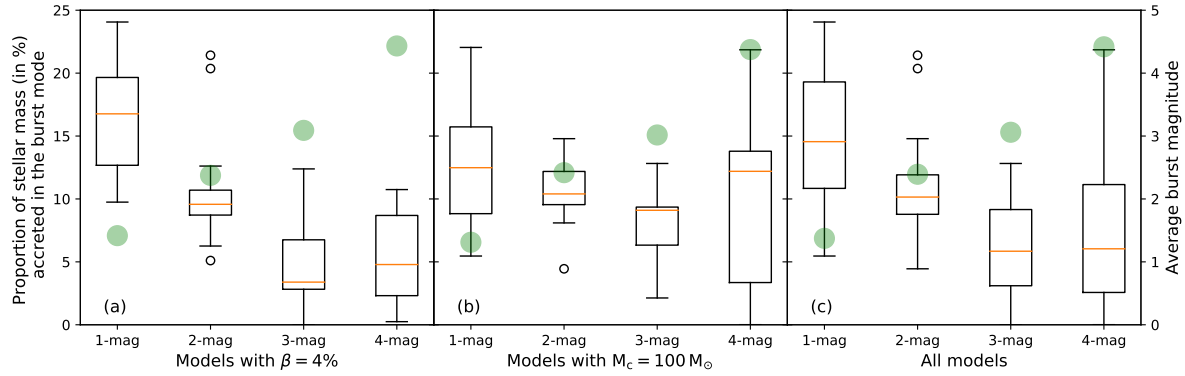 Proportion of stellar mass (in %)
accreted in the burst mode
25
20
15
10
5
0
(a)
1-mag 2-mag 3-mag 4-mag
Models with β = 4%
(b)
1-mag 2-mag 3-mag 4-mag
Models with M_c = 100 M_⊙
(c)
1-mag 2-mag 3-mag 4-mag
All models
5
4
3
2
1
0
Average burst magnitude